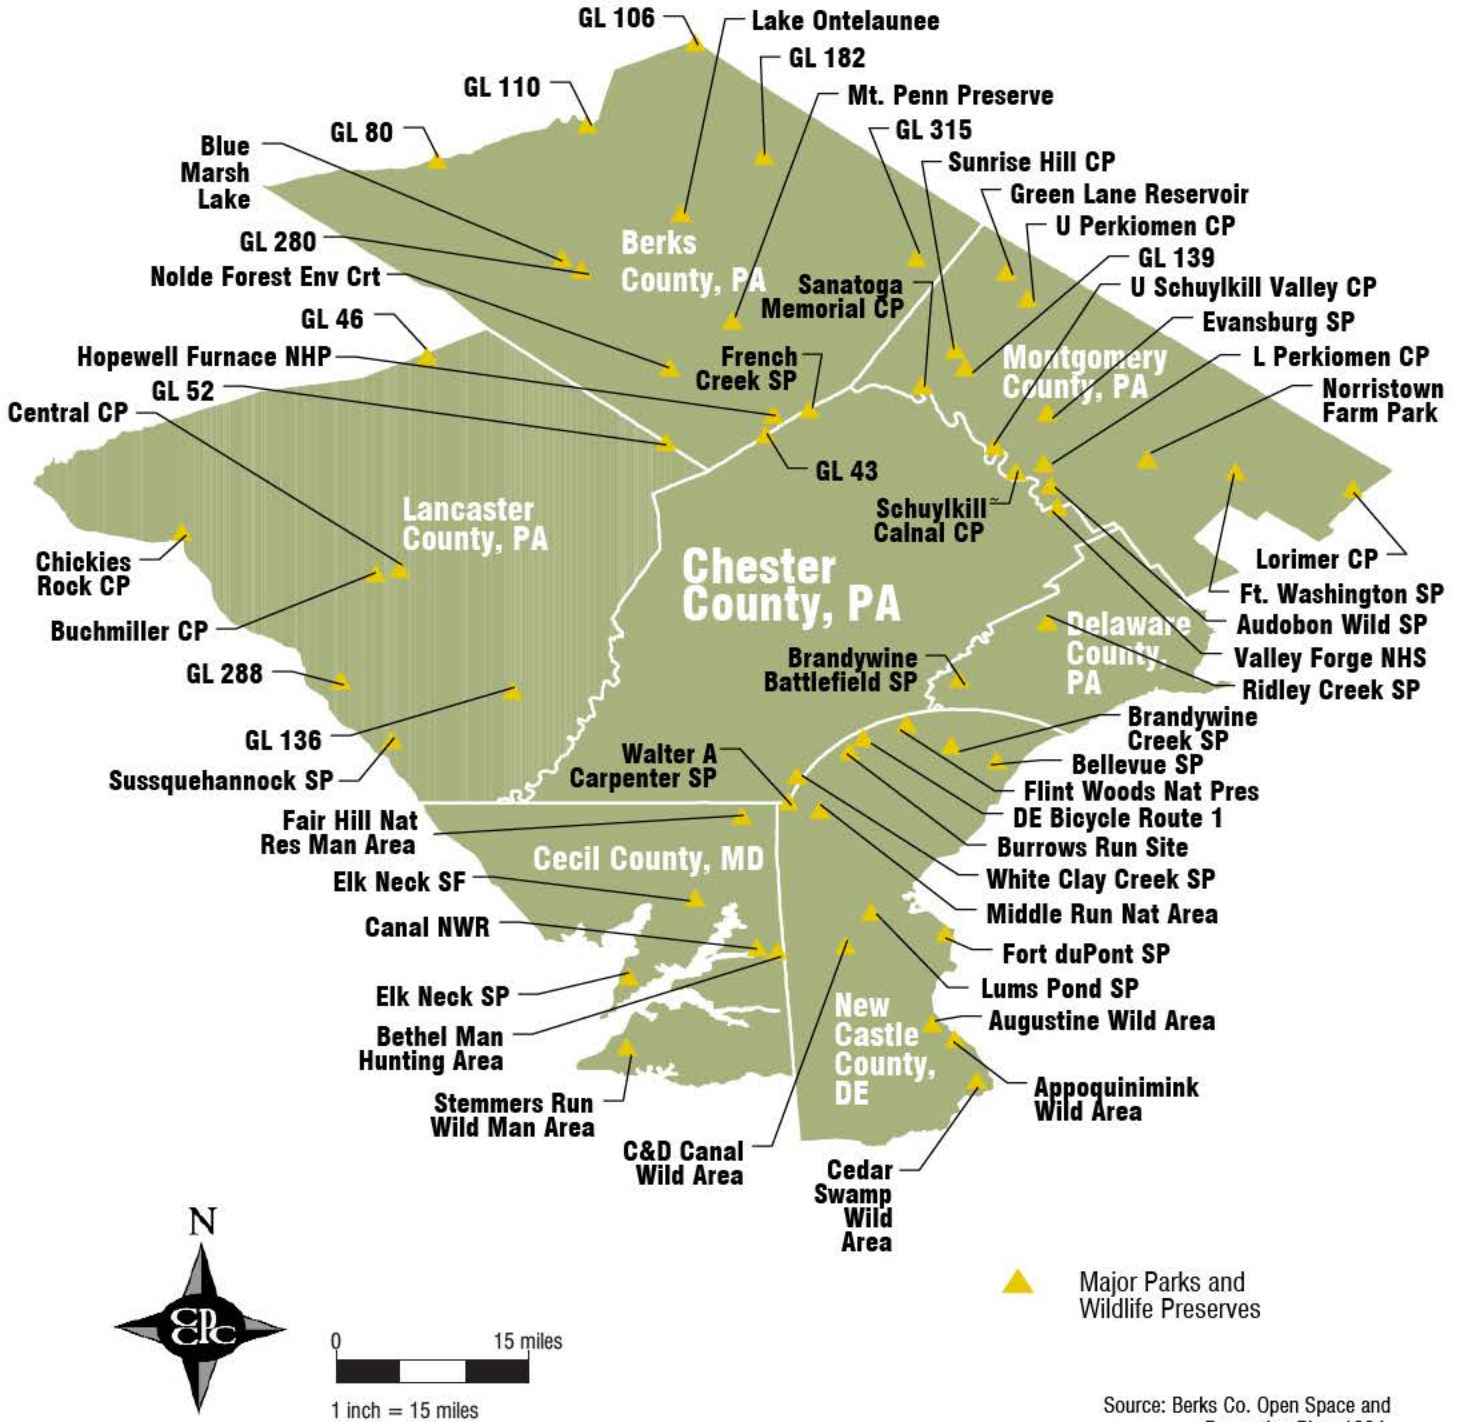 GL 106
Lake Ontelaunee
GL 182
GL 110
Mt. Penn Preserve
GL 80
GL 315
Blue
Marsh
Lake
Sunrise Hill CP
Green Lane Reservoir
U Perkiomen CP
GL 280
Berks
County, PA
GL 139
Nolde Forest Env Crt
Sanatoga
Memorial CP
U Schuylkill Valley CP
GL 46
Evansburg SP
Hopewell Furnace NHP
French
Creek SP
Montgomery
County, PA
L Perkiomen CP
GL 52
Norristown
Farm Park
Central CP
GL 43
Lancaster
County, PA
Schuylkill~
Calnal CP
Chickies
Rock CP
Chester
County, PA
Lorimer CP
Ft. Washington SP
Buchmiller CP
Delaware
County,
PA
Audobon Wild SP
Valley Forge NHS
GL 288
Brandywine
Battlefield SP
Ridley Creek SP
GL 136
Brandywine
Creek SP
Sussquehannock SP
Walter A
Carpenter SP
Bellevue SP
Flint Woods Nat Pres
Fair Hill Nat
Res Man Area
DE Bicycle Route 1
Burrows Run Site
Cecil County, MD
Elk Neck SF
White Clay Creek SP
Middle Run Nat Area
Canal NWR
Fort duPont SP
Elk Neck SP
Lums Pond SP
New
Castle
County,
DE
Augustine Wild Area
Bethel Man
Hunting Area
Appoquinimink
Wild Area
Stemmers Run
Wild Man Area
C&D Canal
Wild Area
Cedar
Swamp
Wild
Area
N
CP
CPC
Major Parks and
Wildlife Preserves
0 15 miles
1 inch = 15 miles
Source: Berks Co. Open Space and